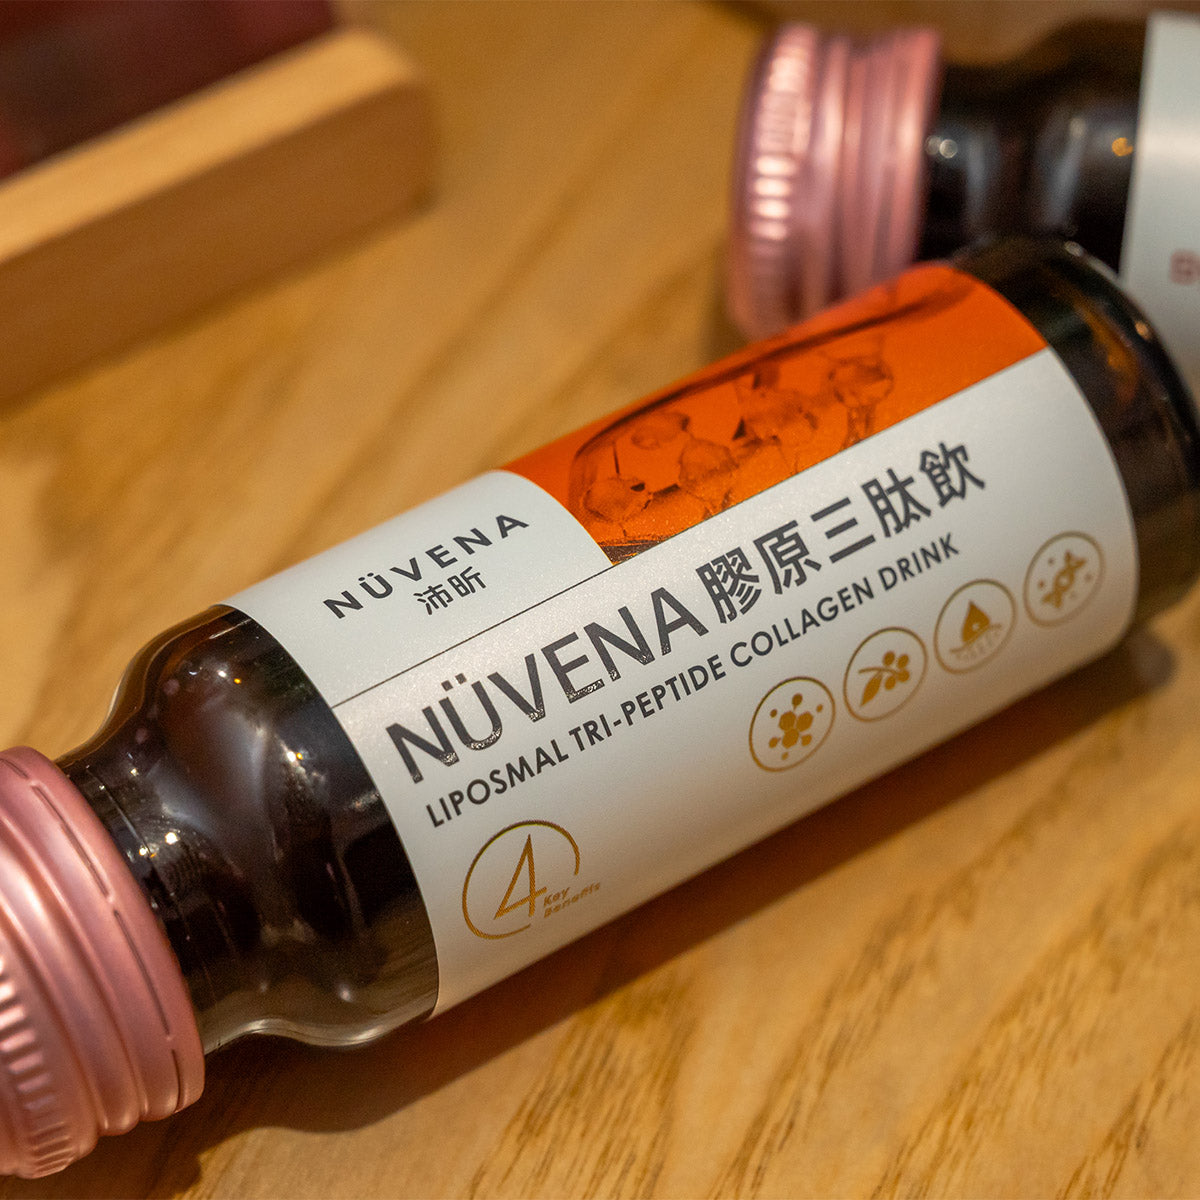 NÜVENA
沛昕
NÜVENA 膠原三肽飲
LIPOSMAL TRI-PEPTIDE COLLAGEN DRINK
4 Key
Benefits